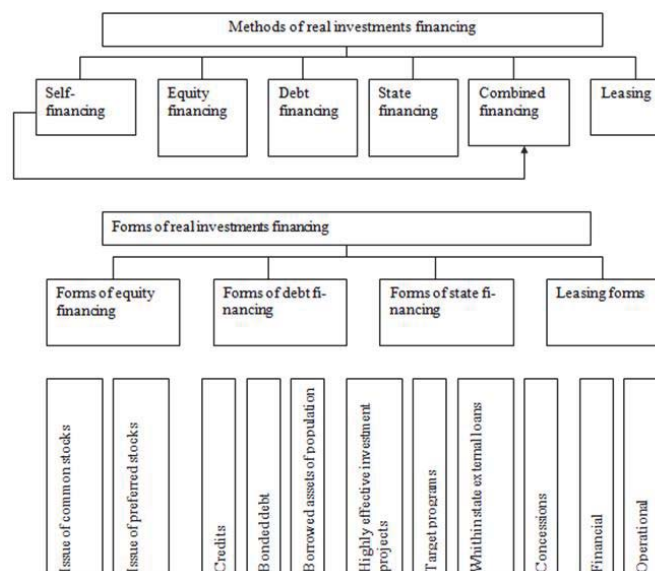 Methods of real investments financing
Self-
financing
Equity
financing
Debt
financing
State
financing
Combined
financing
Leasing
Forms of real investments financing
Forms of equity
financing
Forms of debt fi-
nancing
Forms of state fi-
nancing
Leasing forms
Issue of common stocks
Issue of preferred stocks
Credits
Bonded debt
Borrowed assets of population
Highly effective investment
projects
Target programs
Whithin state external loans
Concessions
Financial
Operational